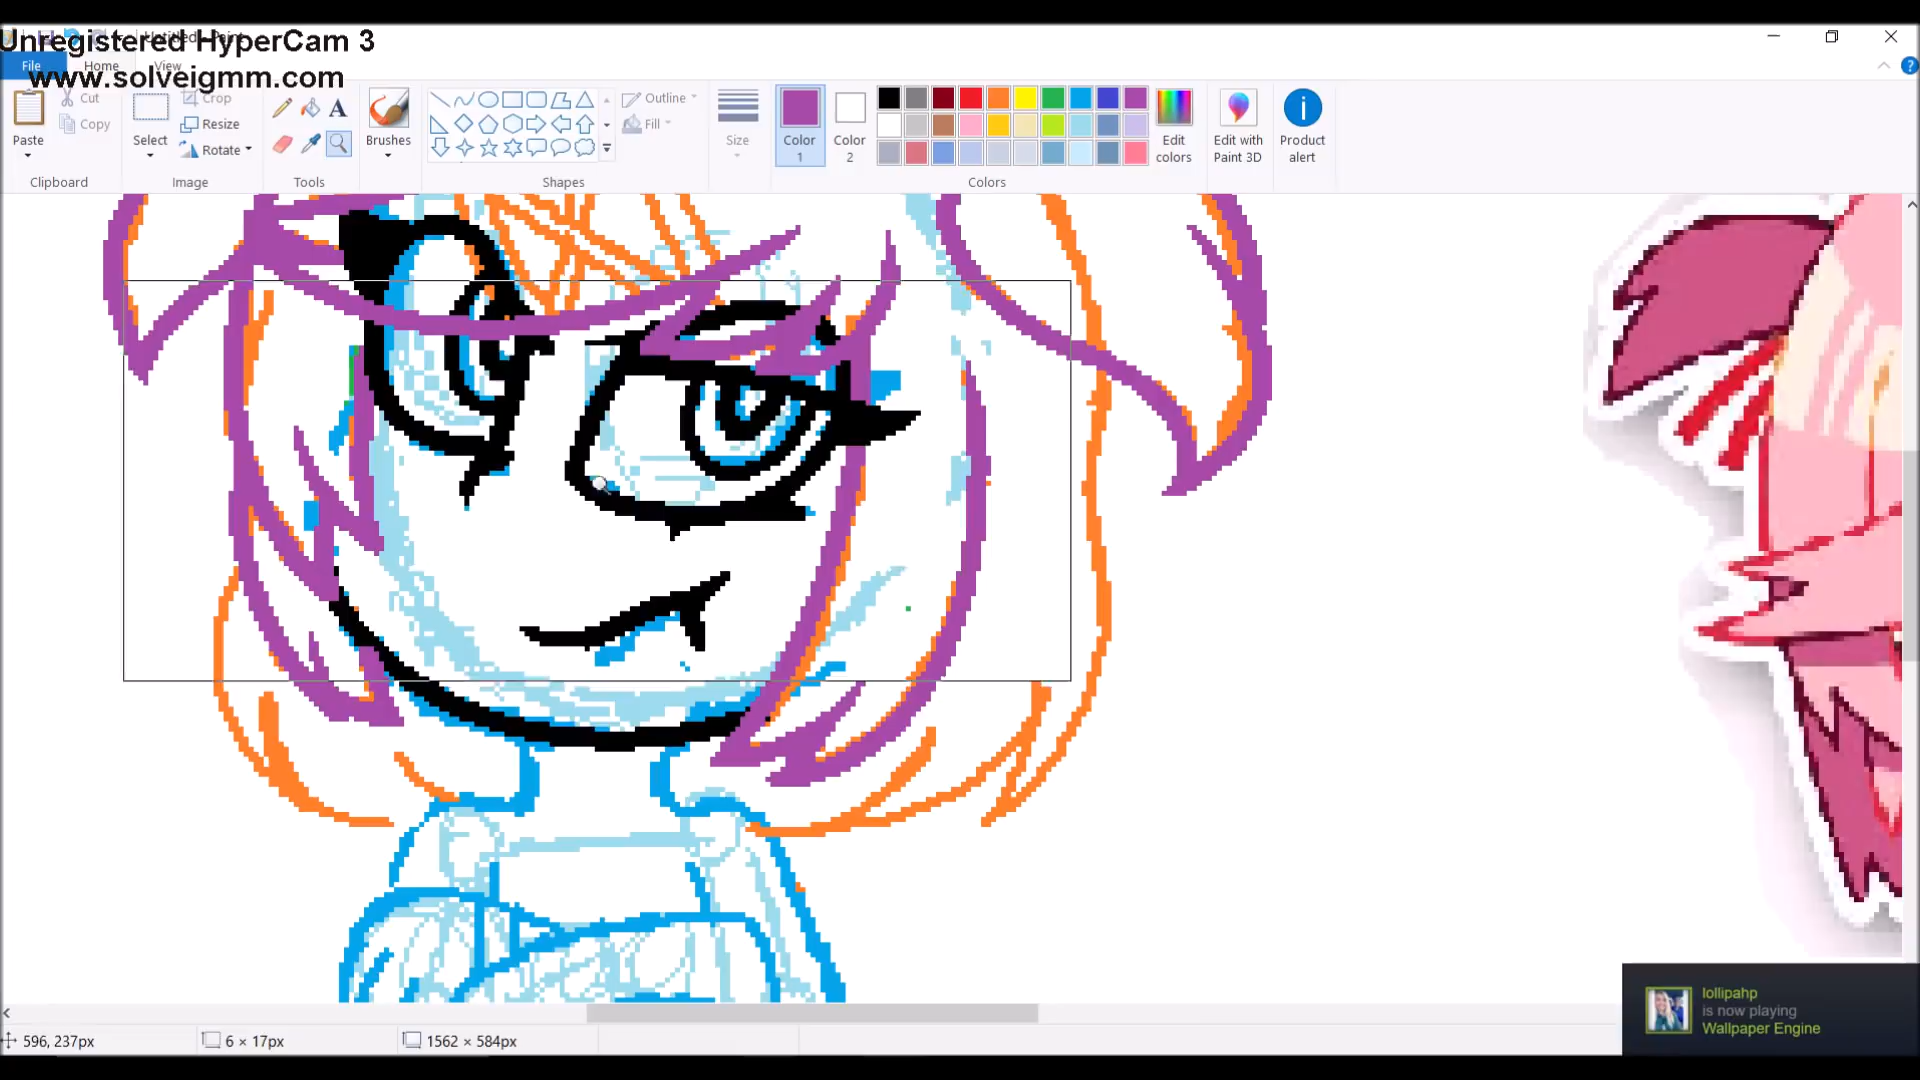 Unregistered HyperCam 3
www.solveigmm.com
File
Home
View
Paste
Cut
Copy
Clipboard
Select
Crop
Resize
Rotate
Image
Tools
Brushes
Outline
Fill
Shapes
Size
Color
1
Color
2
Edit
colors
Colors
Edit with
Paint 3D
Product
alert
596, 237px
6 × 17px
1562 × 584px
lollipahp
is now playing
Wallpaper Engine